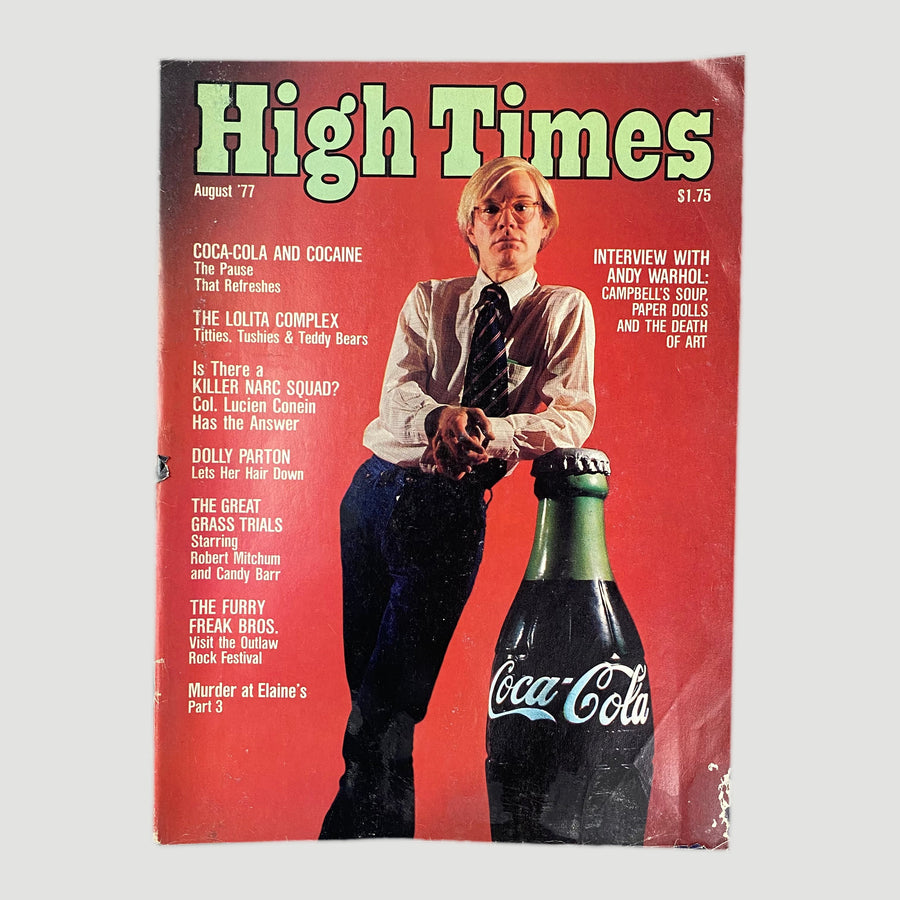 High Times
August '77
$1.75
COCA-COLA AND COCAINE
The Pause
That Refreshes
THE LOLITA COMPLEX
Titties, Tushies & Teddy Bears
Is There a
KILLER NARC SQUAD?
Col. Lucien Conein
Has the Answer
DOLLY PARTON
Lets Her Hair Down
THE GREAT
GRASS TRIALS
Starring
Robert Mitchum
and Candy Barr
THE FURRY
FREAK BROS.
Visit the Outlaw
Rock Festival
Murder at Elaine's
Part 3
INTERVIEW WITH
ANDY WARHOL:
CAMPBELL'S SOUP,
PAPER DOLLS
AND THE DEATH
OF ART
Coca-Cola